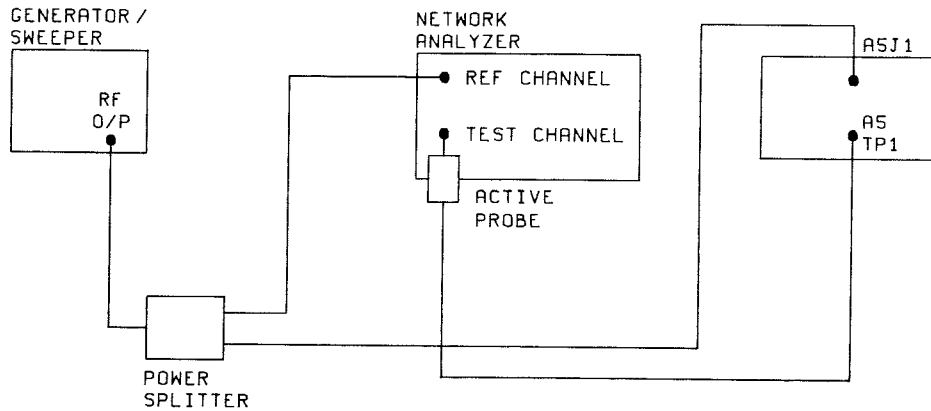 GENERATOR/
SWEEPER
RF
O/P
NETWORK
ANALYZER
REF CHANNEL
TEST CHANNEL
ACTIVE
PROBE
A5J1
A5
TP1
POWER
SPLITTER